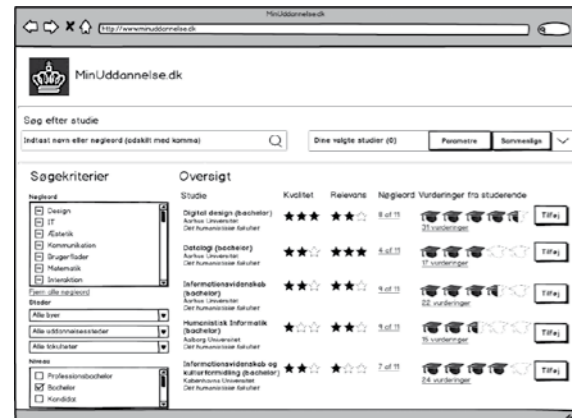 MinUddannelse.dk
http://www.minuddannelse.dk
MinUddannelse.dk
Søg efter studie
Indtast navn eller nøgleord (adskilt med komma)
Dine valgte studier (0)
Parametre
Sammenlign
Søgekriterier
Nøgleord
Design
IT
Æstetik
Kommunikation
Brugerflader
Matematik
Interaktion
Fjern alle nøgleord
Steder
Alle byer
Alle uddannelsessteder
Alle fakulteter
Niveau
Professionsbachelor
Bachelor
Kandidat
Oversigt
Studie Kvalitet Relevans Nøgleord Vurderinger fra studerende
Digital design (bachelor)
Aarhus Universitet
Det humanistiske fakultet
8 af 11
31 vurderinger
Tilføj
Datalogi (bachelor)
Aarhus Universitet
Det humanistiske fakultet
4 af 11
17 vurderinger
Tilføj
Informationsvidenskab
(bachelor)
Aarhus Universitet
Det humanistiske fakultet
9 af 11
22 vurderinger
Tilføj
Humanistisk Informatik
(bachelor)
Aalborg Universitet
Det humanistiske fakultet
9 af 11
15 vurderinger
Tilføj
Informationsvidenskab og
kulturformidling (bachelor)
Københavns Universitet
Det humanistiske fakultet
7 af 11
24 vurderinger
Tilføj